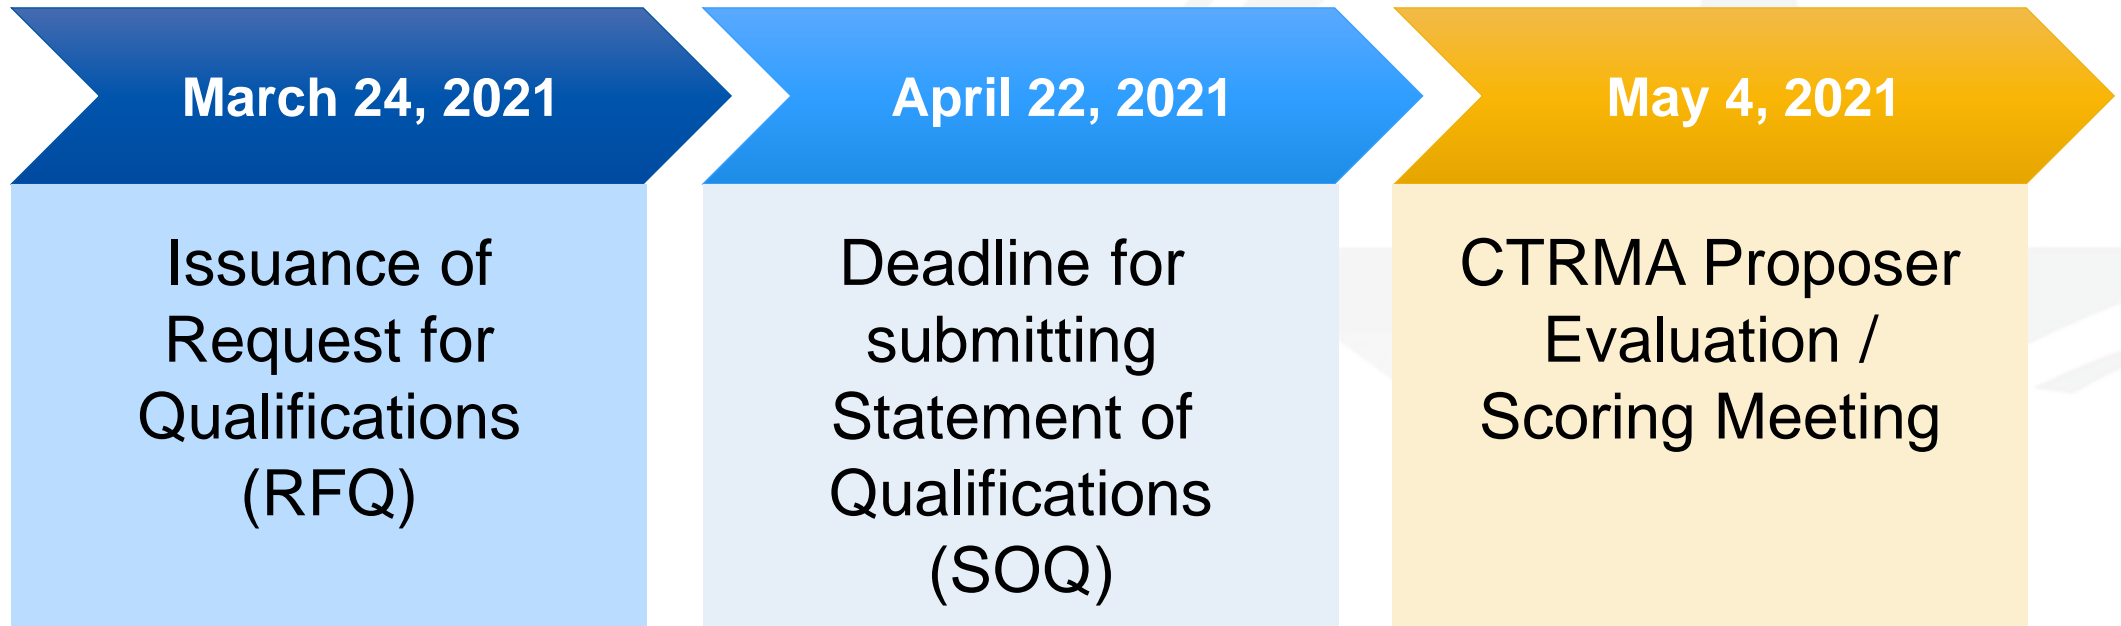 March 24, 2021
Issuance of
Request for
Qualifications
(RFQ)
April 22, 2021
Deadline for
submitting
Statement of
Qualifications
(SOQ)
May 4, 2021
CTRMA Proposer
Evaluation /
Scoring Meeting